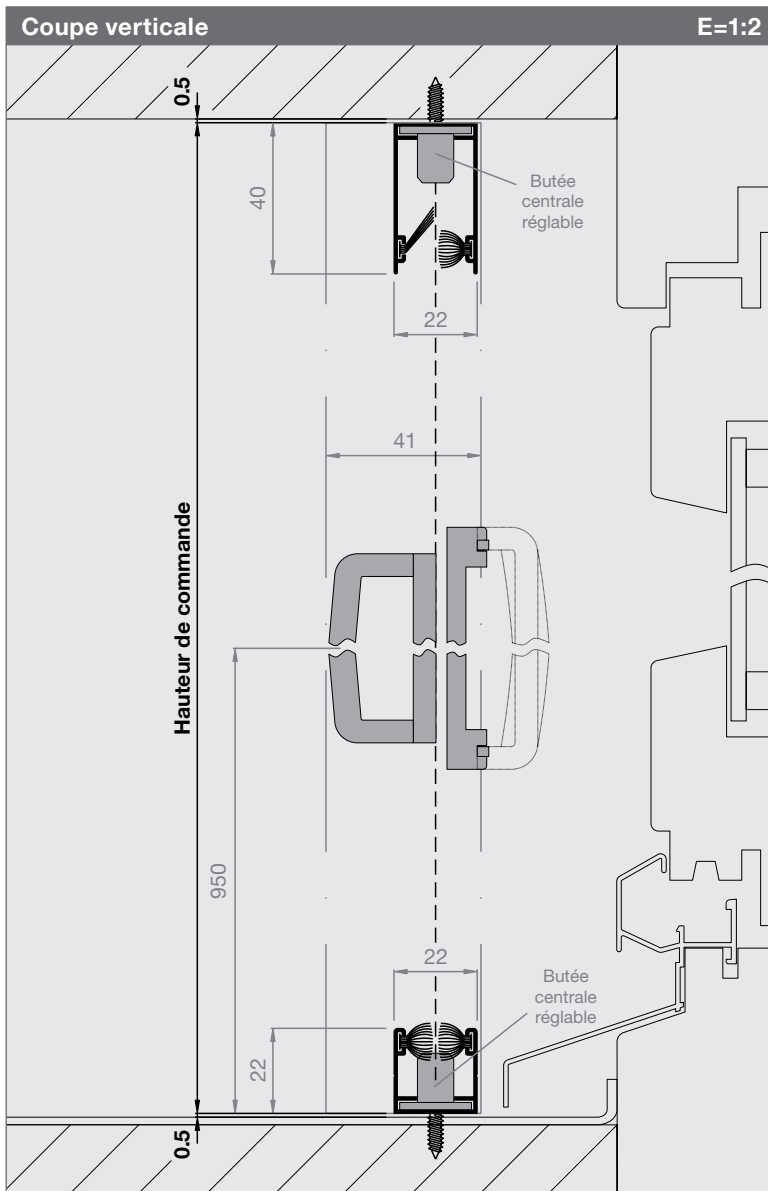 Coupe verticale
E=1:2
0.5
40
Butée
centrale
réglable
22
41
Hauteur de commande
950
22
Butée
centrale
réglable
22
0.5